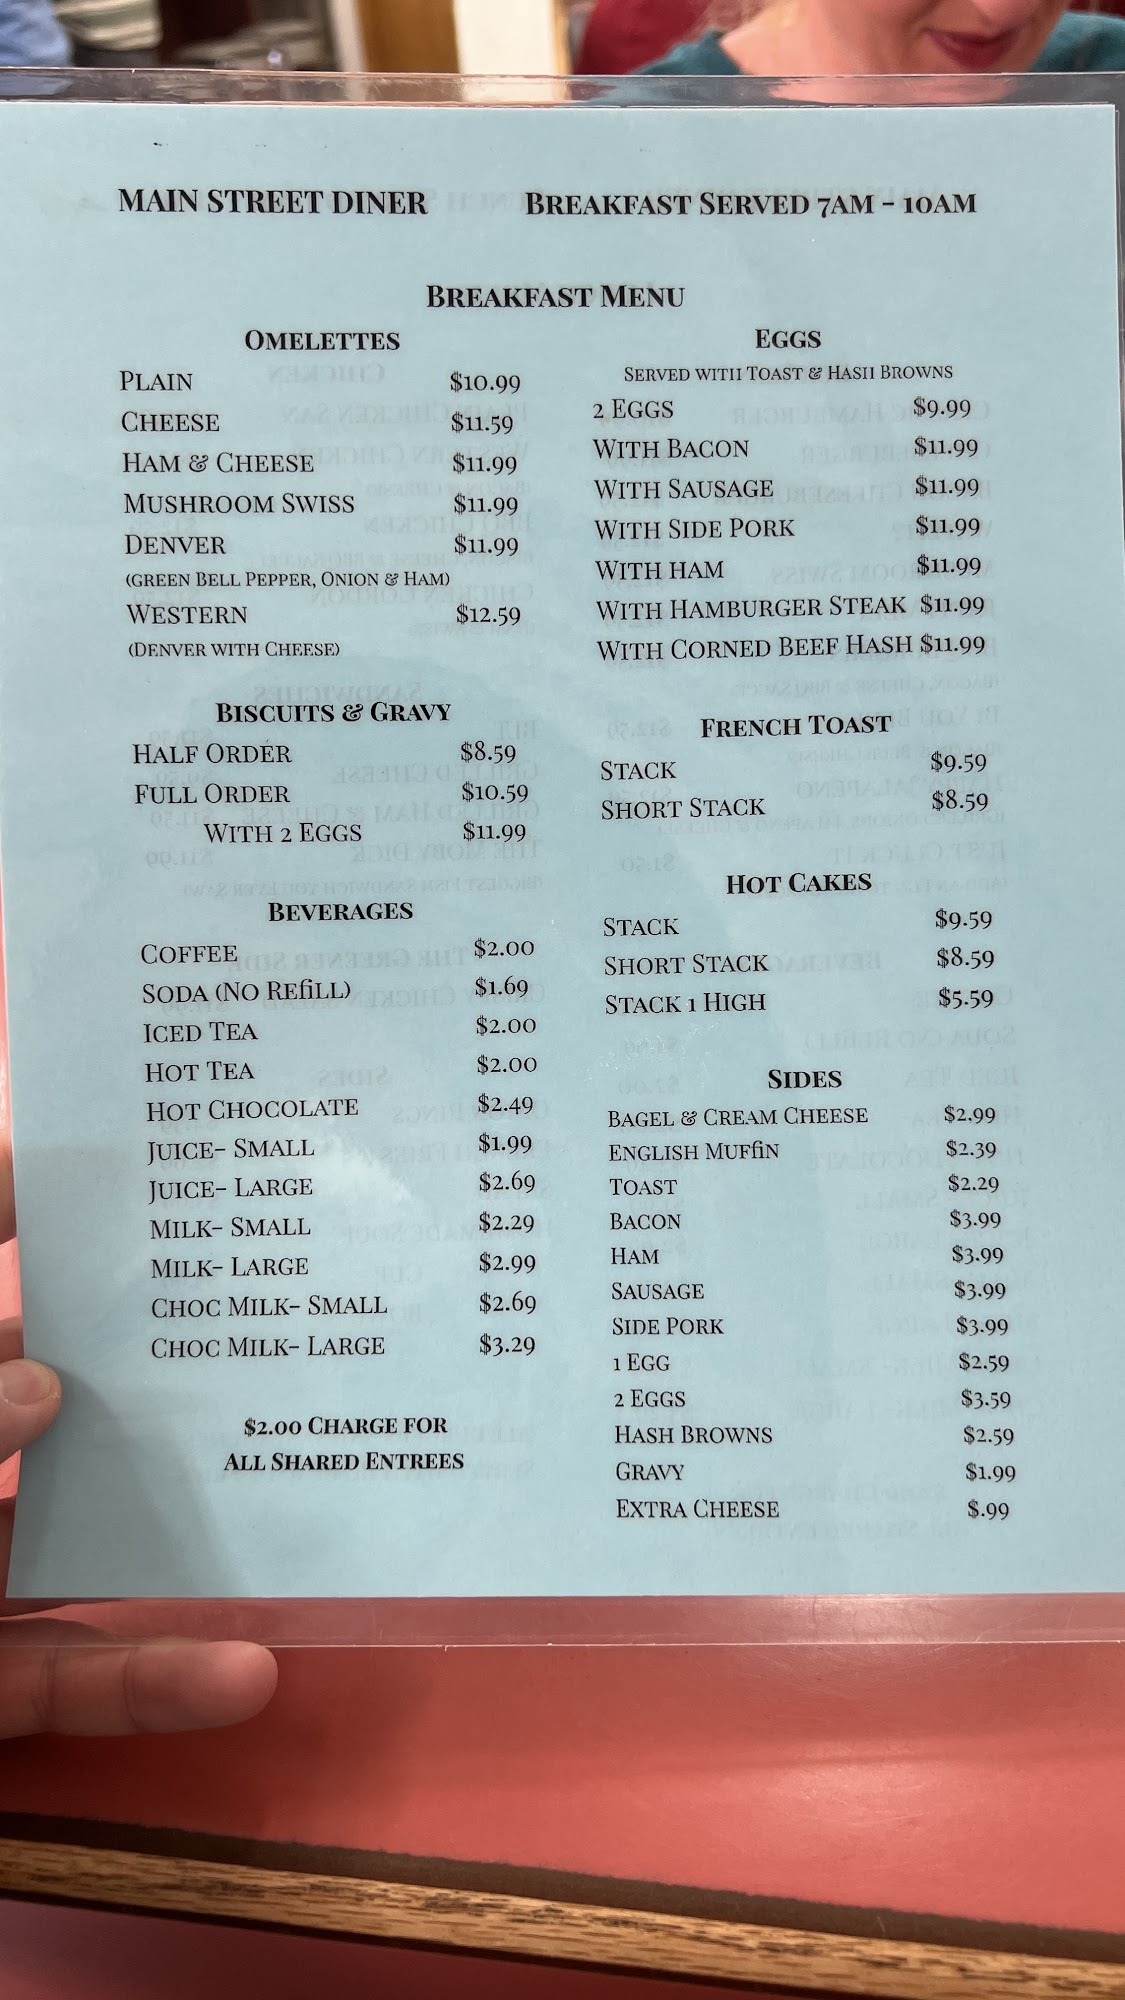 MAIN STREET DINER BREAKFAST SERVED 7AM - 10AM
BREAKFAST MENU
OMELETTES
PLAIN $10.99
CHEESE $11.59
HAM & CHEESE $11.99
MUSHROOM SWISS $11.99
DENVER $11.99
(GREEN BELL PEPPER, ONION & HAM)
WESTERN $12.59
(DENVER WITH CHEESE)
BISCUITS & GRAVY
HALF ORDER $8.59
FULL ORDER $10.59
WITH 2 EGGS $11.99
BEVERAGES
COFFEE $2.00
SODA (NO REfiLL) $1.69
ICED TEA $2.00
HOT TEA $2.00
HOT CHOCOLATE $2.49
JUICE- SMALL $1.99
JUICE- LARGE $2.69
MILK- SMALL $2.29
MILK- LARGE $2.99
CHOC MILK- SMALL $2.69
CHOC MILK- LARGE $3.29
$2.00 CHARGE FOR
ALL SHARED ENTREES
EGGS
SERVED WITH TOAST & HASH BROWNS
2 EGGS $9.99
WITH BACON $11.99
WITH SAUSAGE $11.99
WITH SIDE PORK $11.99
WITH HAM $11.99
WITH HAMBURGER STEAK $11.99
WITH CORNED BEEF HASH $11.99
FRENCH TOAST
STACK $9.59
SHORT STACK $8.59
HOT CAKES
STACK $9.59
SHORT STACK $8.59
STACK 1 HIGH $5.59
SIDES
BAGEL & CREAM CHEESE $2.99
ENGLISH MUFfiN $2.39
TOAST $2.29
BACON $3.99
HAM $3.99
SAUSAGE $3.99
SIDE PORK $3.99
1 EGG $2.59
2 EGGS $3.59
HASH BROWNS $2.59
GRAVY $1.99
EXTRA CHEESE $.99